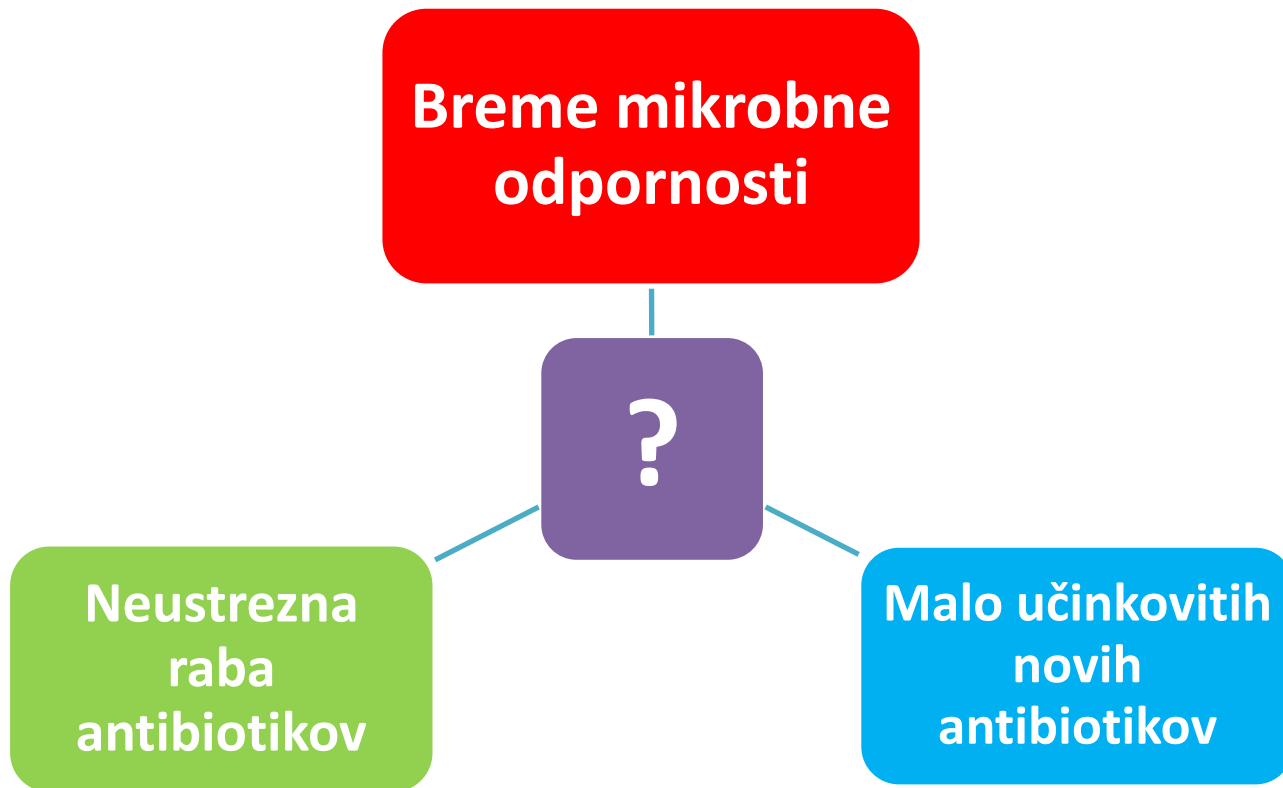 Breme mikrobne
odpornosti
?
Neustrezna
raba
antibiotikov
Malo učinkovitih
novih
antibiotikov